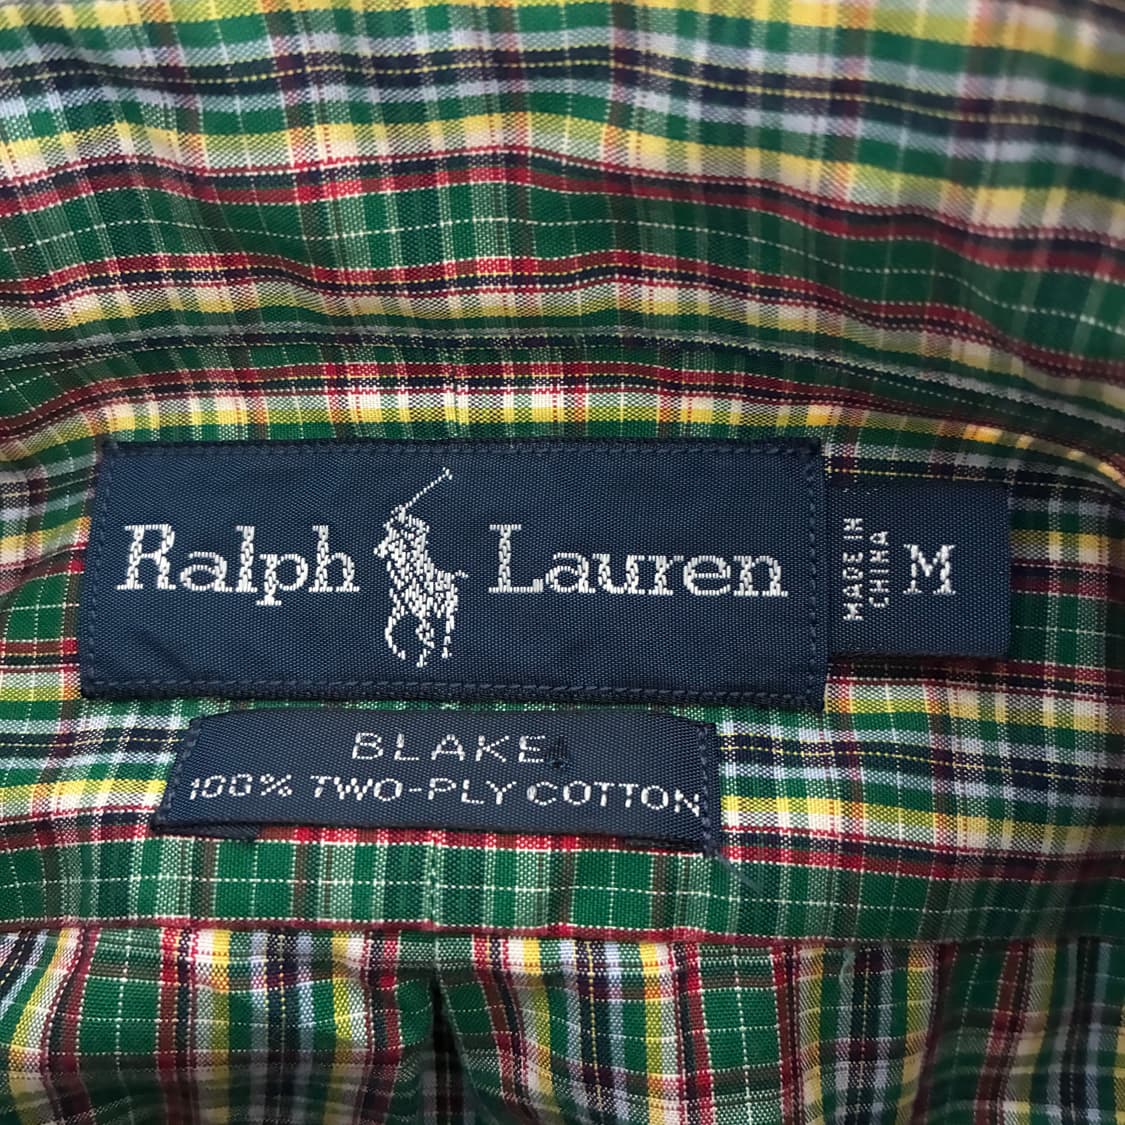 Ralph Lauren
MADE IN
CHINA
M
BLAKE
100% TWO-PLY COTTON